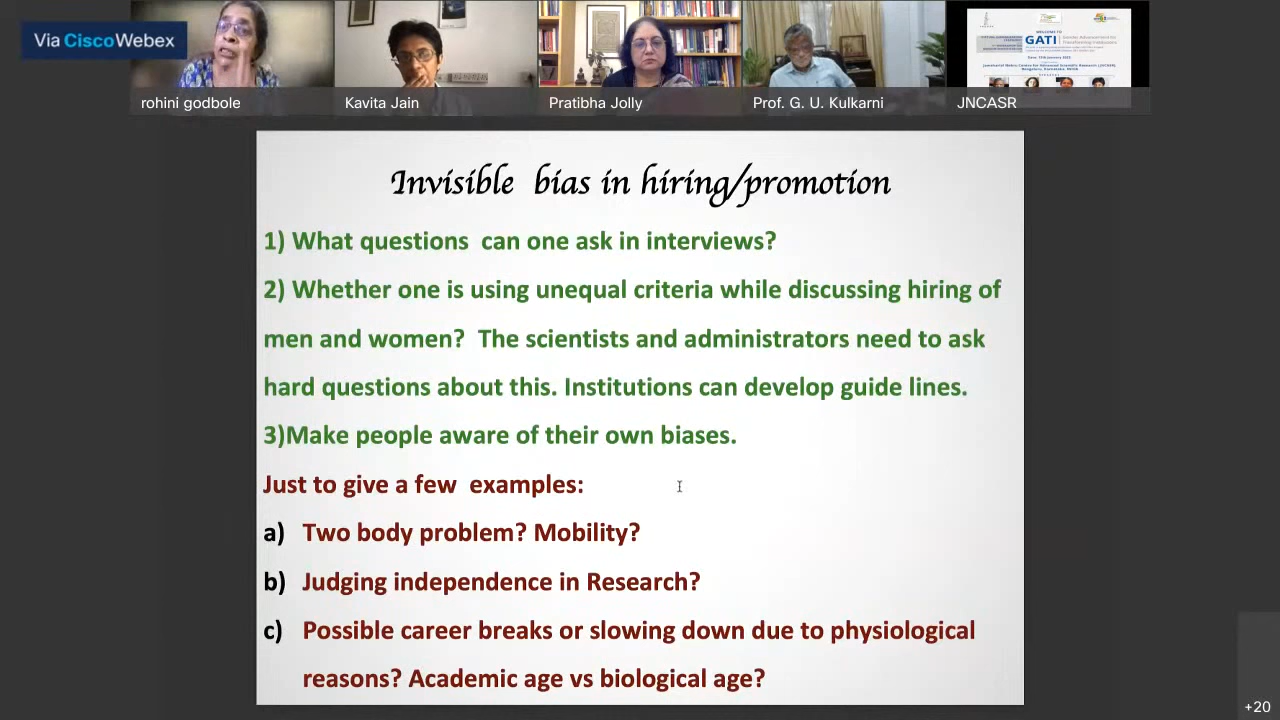 Via Cisco Webex
rohini godbole
Kavita Jain
Pratibha Jolly
Prof. G. U. Kulkarni
JNCASR
WELCOME TO
GATI
Invisible bias in hiring/promotion
1) What questions can one ask in interviews?
2) Whether one is using unequal criteria while discussing hiring of
men and women? The scientists and administrators need to ask
hard questions about this. Institutions can develop guide lines.
3)Make people aware of their own biases.
Just to give a few examples:
a) Two body problem? Mobility?
b) Judging independence in Research?
c) Possible career breaks or slowing down due to physiological
reasons? Academic age vs biological age?
+20